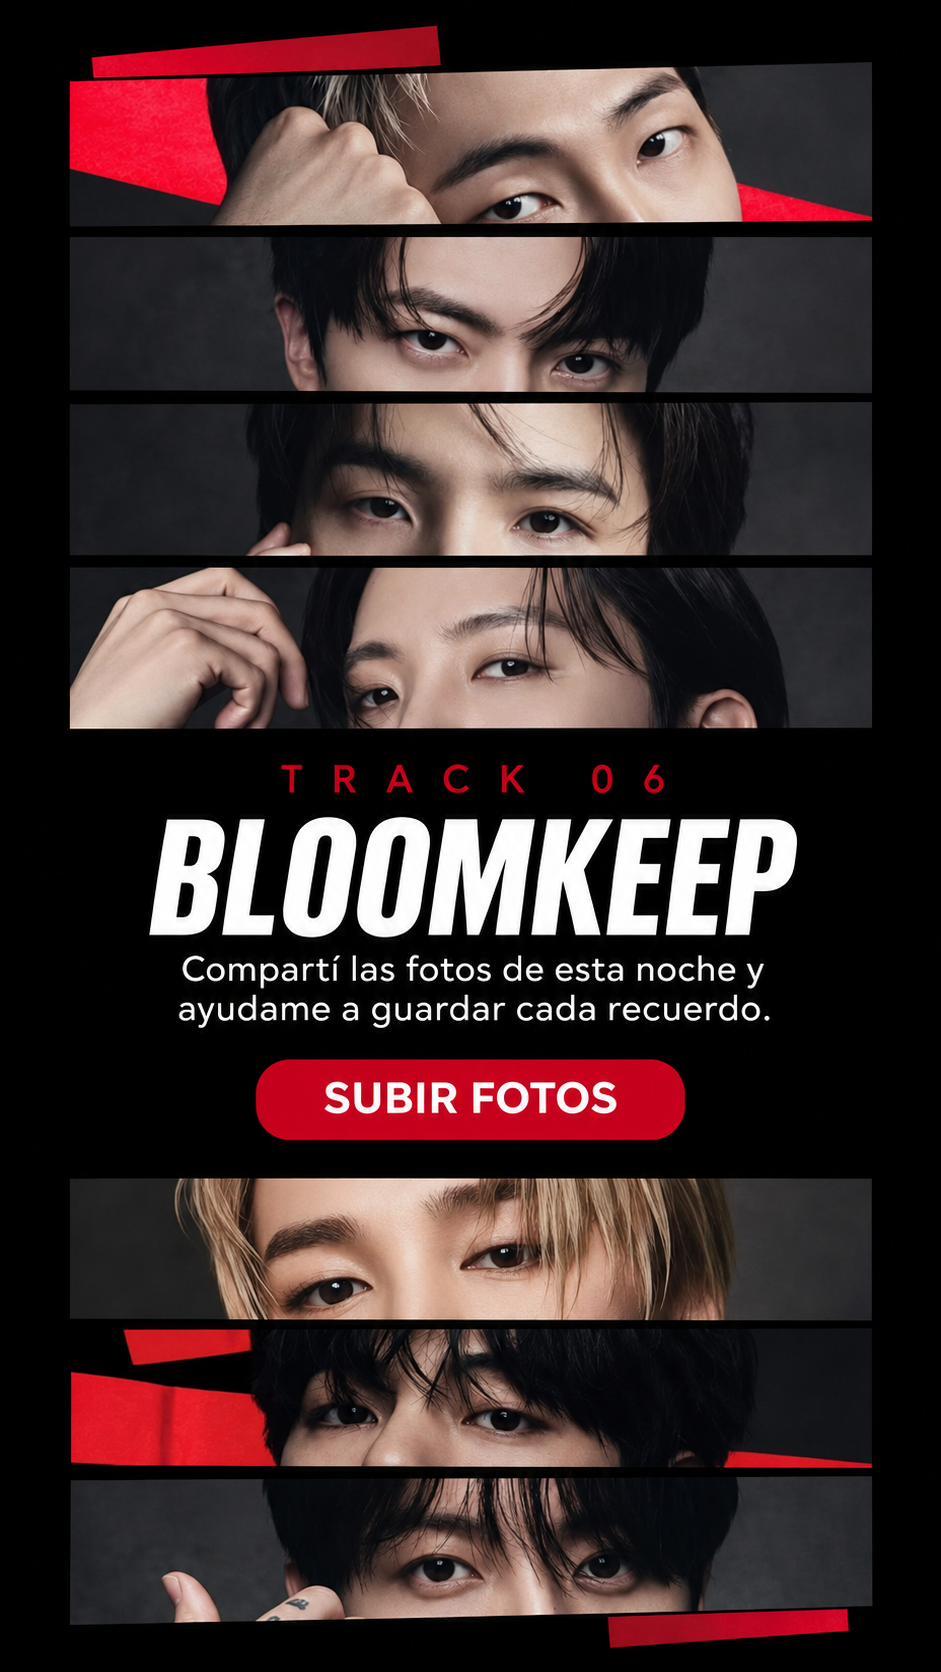 TRACK 06
BLOOMKEEP
Compartí las fotos de esta noche y
ayudame a guardar cada recuerdo.
SUBIR FOTOS